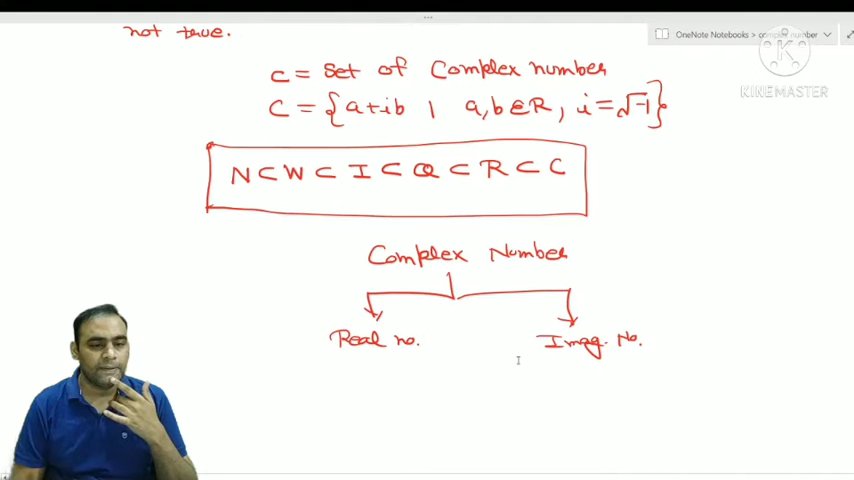 not true.
OneNote Notebooks > complex number
K
KINEMASTER
C = set of Complex number
C = {a+ib | a,b∈R, i=√-1}
N⊂W⊂I⊂Q⊂R⊂C
Complex Number
Real no. Imag. No.